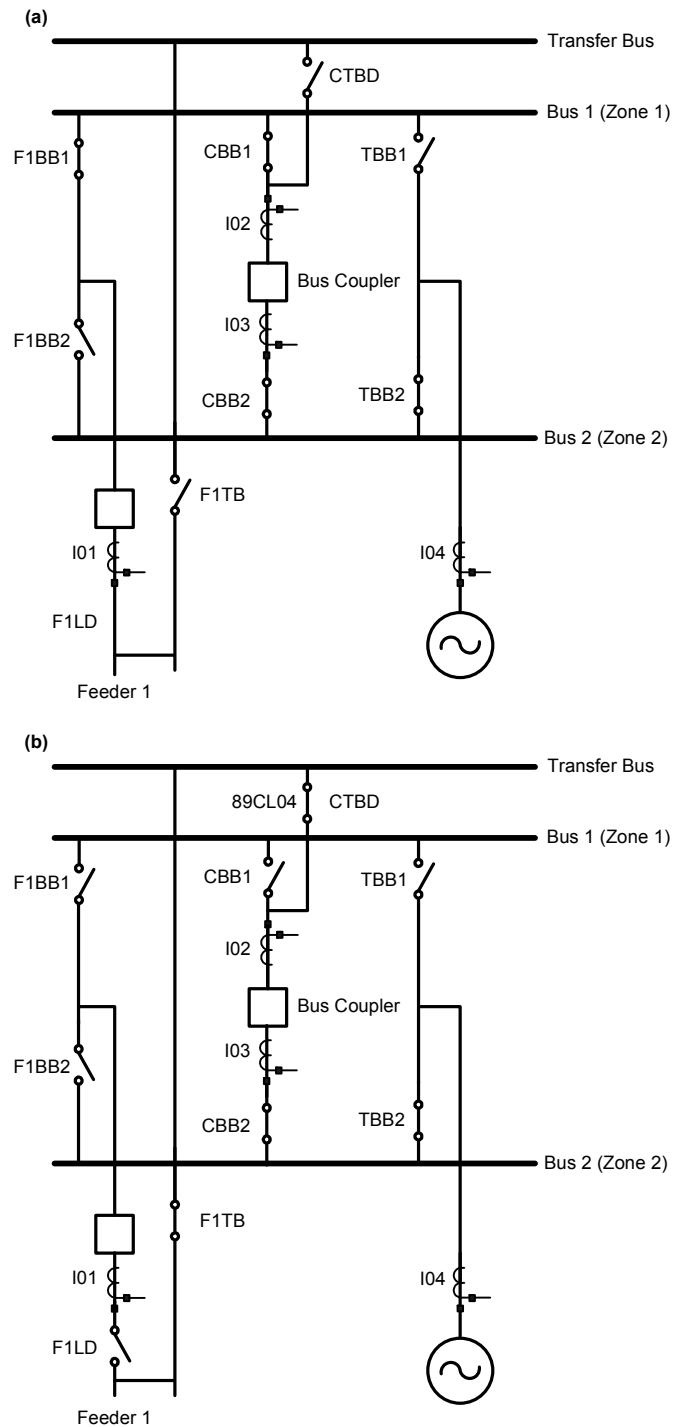 (a)
Transfer Bus
CTBD
Bus 1 (Zone 1)
F1BB1
CBB1
TBB1
I02
Bus Coupler
F1BB2
I03
CBB2
TBB2
Bus 2 (Zone 2)
F1TB
I01
I04
F1LD
Feeder 1
(b)
Transfer Bus
89CL04
CTBD
Bus 1 (Zone 1)
F1BB1
CBB1
TBB1
I02
Bus Coupler
F1BB2
I03
CBB2
TBB2
Bus 2 (Zone 2)
F1TB
I01
I04
F1LD
Feeder 1